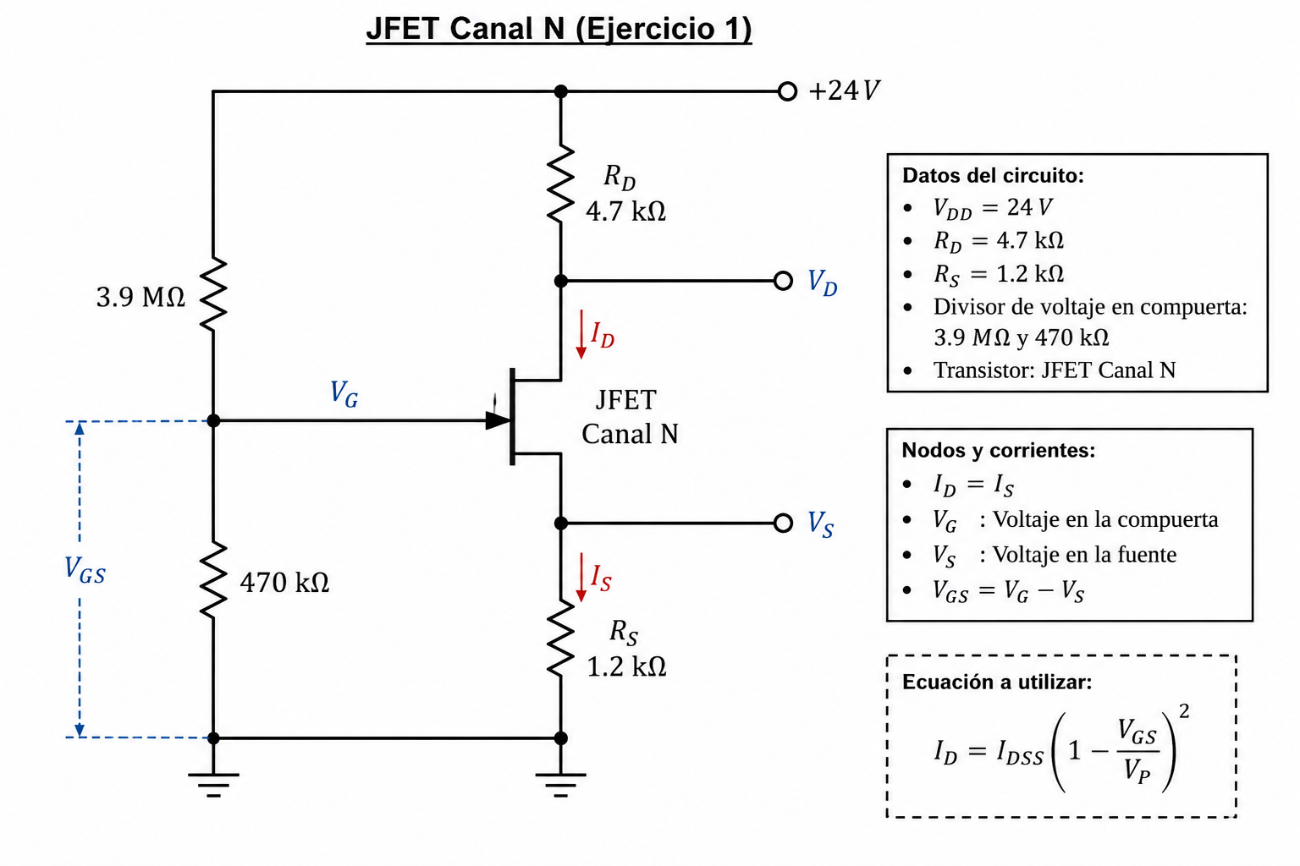 JFET Canal N (Ejercicio 1)
+24V
R_D
4.7 kΩ
3.9 MΩ
V_D
I_D
V_G
JFET
Canal N
V_S
V_GS
470 kΩ
I_S
R_S
1.2 kΩ
Datos del circuito:
• V_DD = 24 V
• R_D = 4.7 kΩ
• R_S = 1.2 kΩ
• Divisor de voltaje en compuerta:
3.9 MΩ y 470 kΩ
• Transistor: JFET Canal N
Nodos y corrientes:
• I_D = I_S
• V_G : Voltaje en la compuerta
• V_S : Voltaje en la fuente
• V_GS = V_G − V_S
Ecuación a utilizar:
I_D = I_DSS (1 − V_GS / V_P)^2